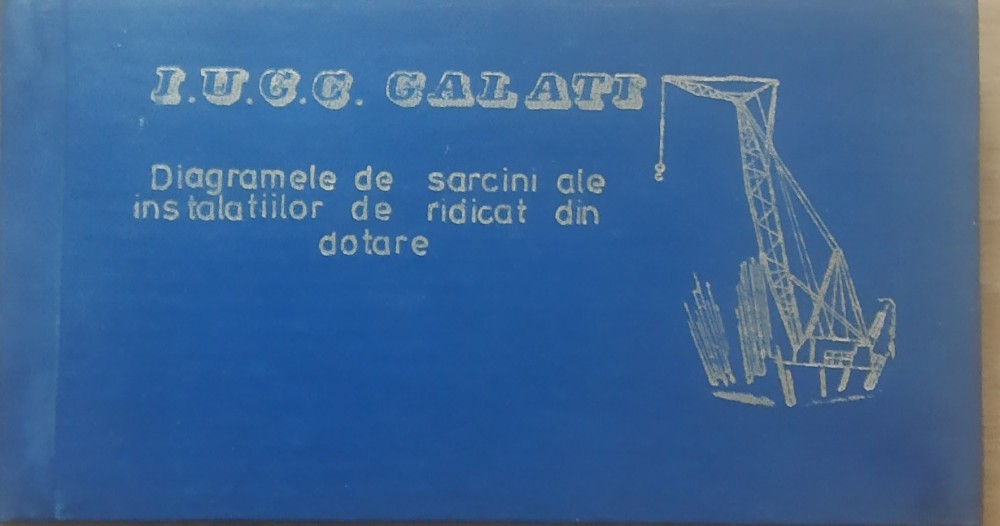 I.U.G.C. GALATI
Diagramele de sarcini ale
instalatiilor de ridicat din
dotare